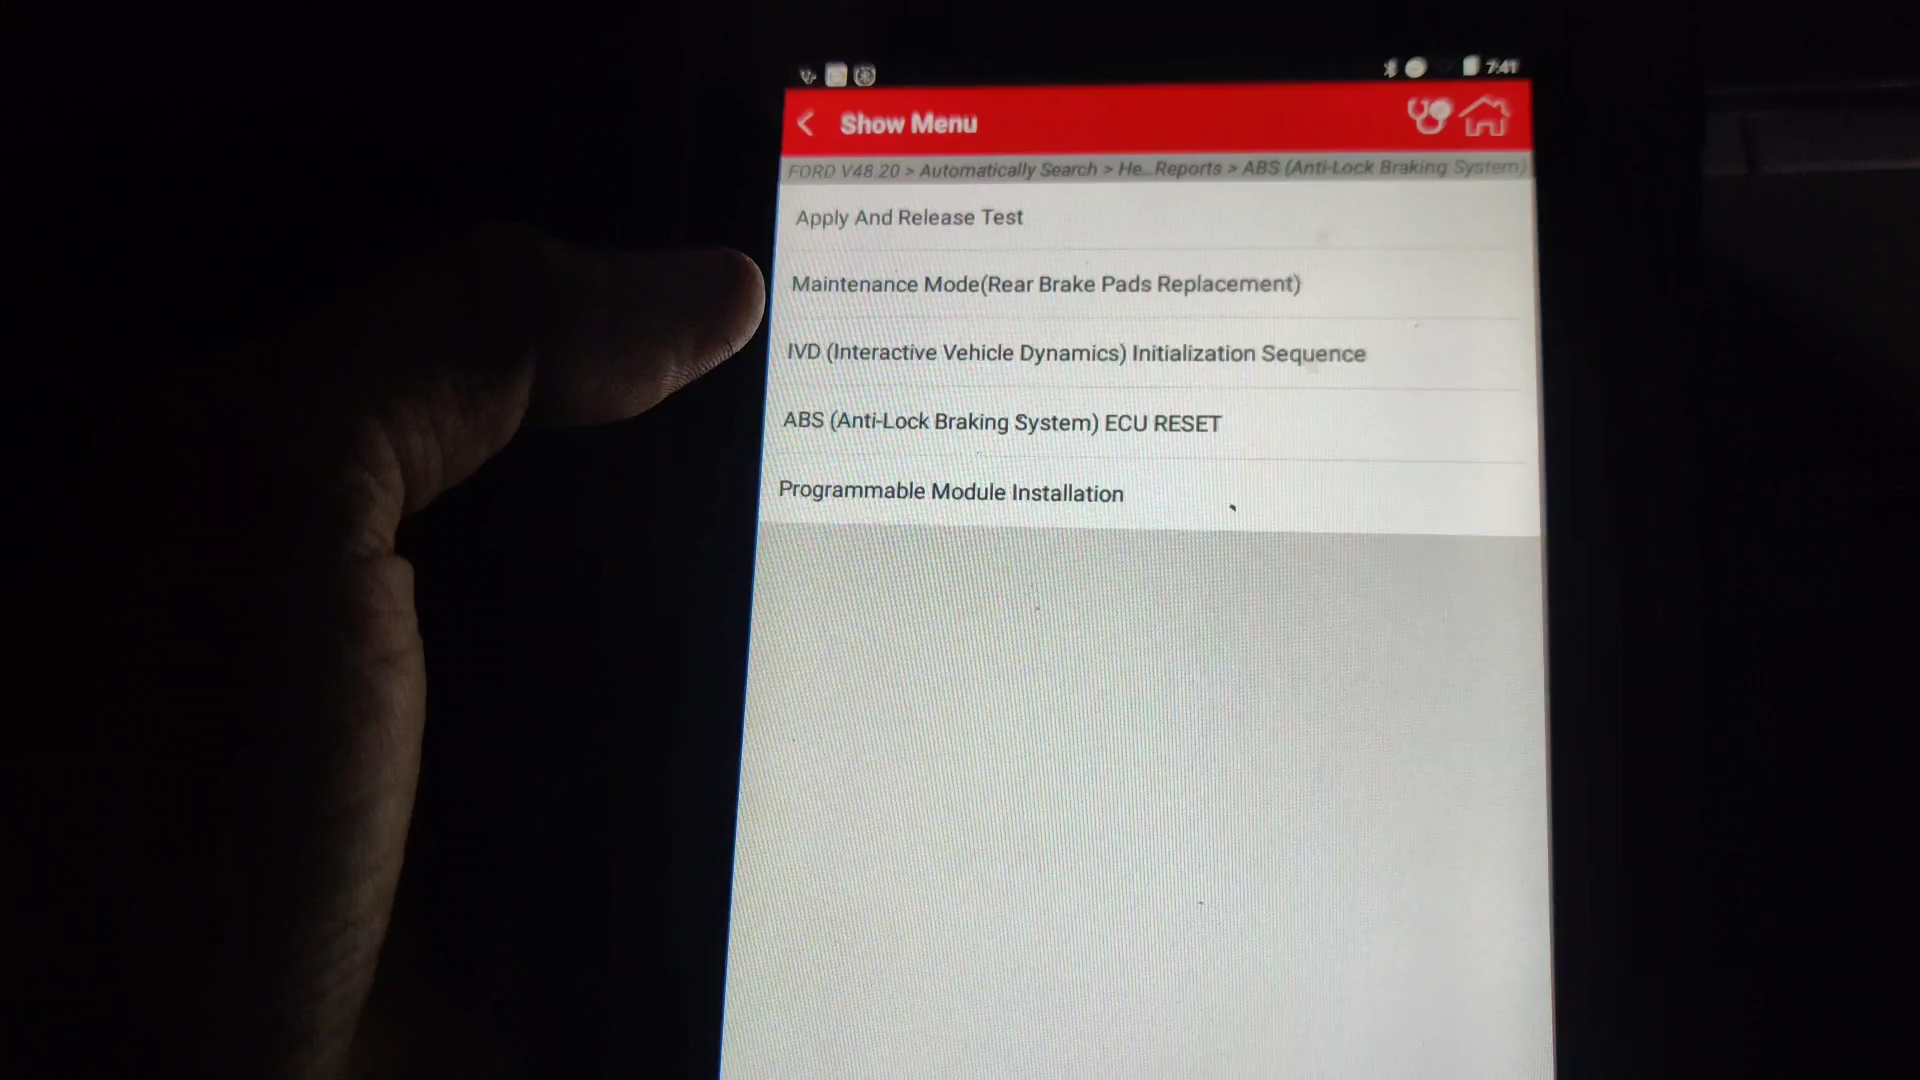 7:41
Show Menu
FORD V48.20 > Automatically Search > He...Reports > ABS (Anti-Lock Braking System)
Apply And Release Test
Maintenance Mode(Rear Brake Pads Replacement)
IVD (Interactive Vehicle Dynamics) Initialization Sequence
ABS (Anti-Lock Braking System) ECU RESET
Programmable Module Installation